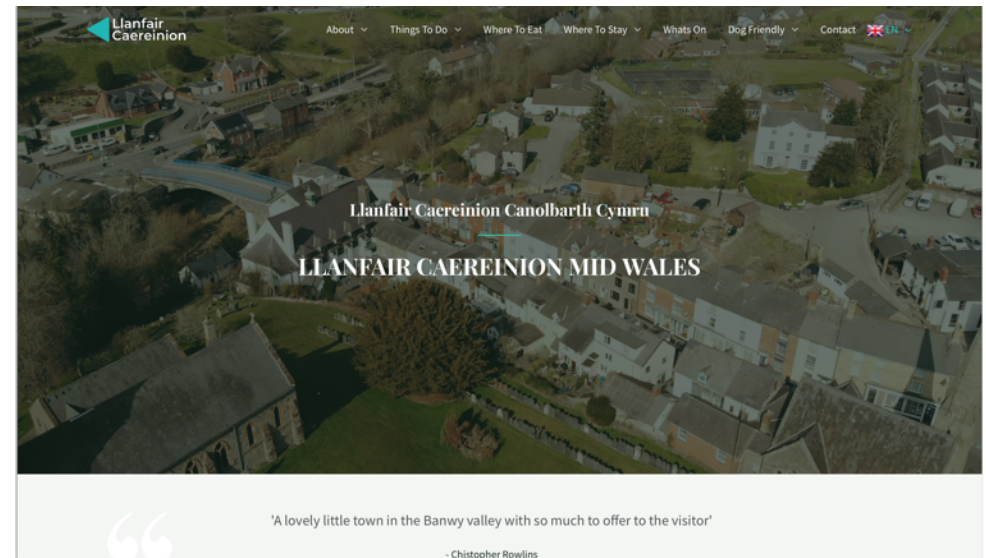 Llanfair
Caereinion
About Things To Do Where To Eat Where To Stay Whats On Dog Friendly Contact EN
Llanfair Caereinion Canolbarth Cymru
LLANFAIR CAEREINION MID WALES
'A lovely little town in the Banwy valley with so much to offer to the visitor'
- Chistopher Rowlins